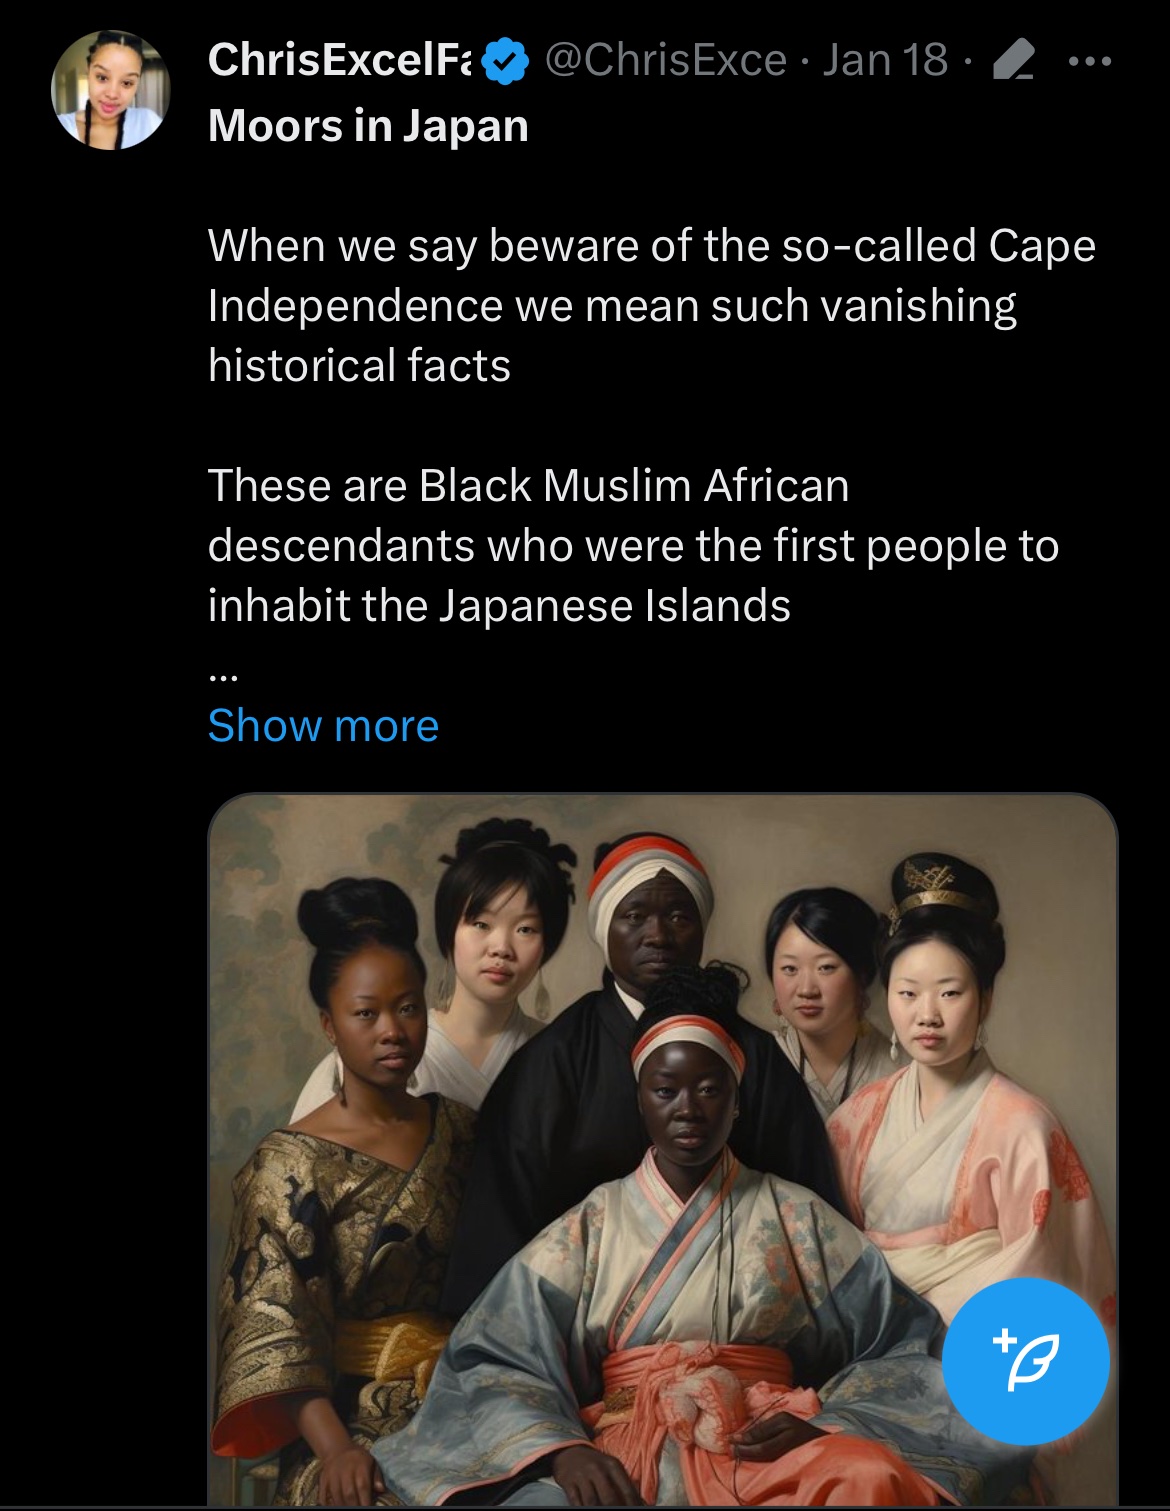 ChrisExcelFa @ChrisExce · Jan 18 ·
Moors in Japan
When we say beware of the so-called Cape
Independence we mean such vanishing
historical facts
These are Black Muslim African
descendants who were the first people to
inhabit the Japanese Islands
...
Show more